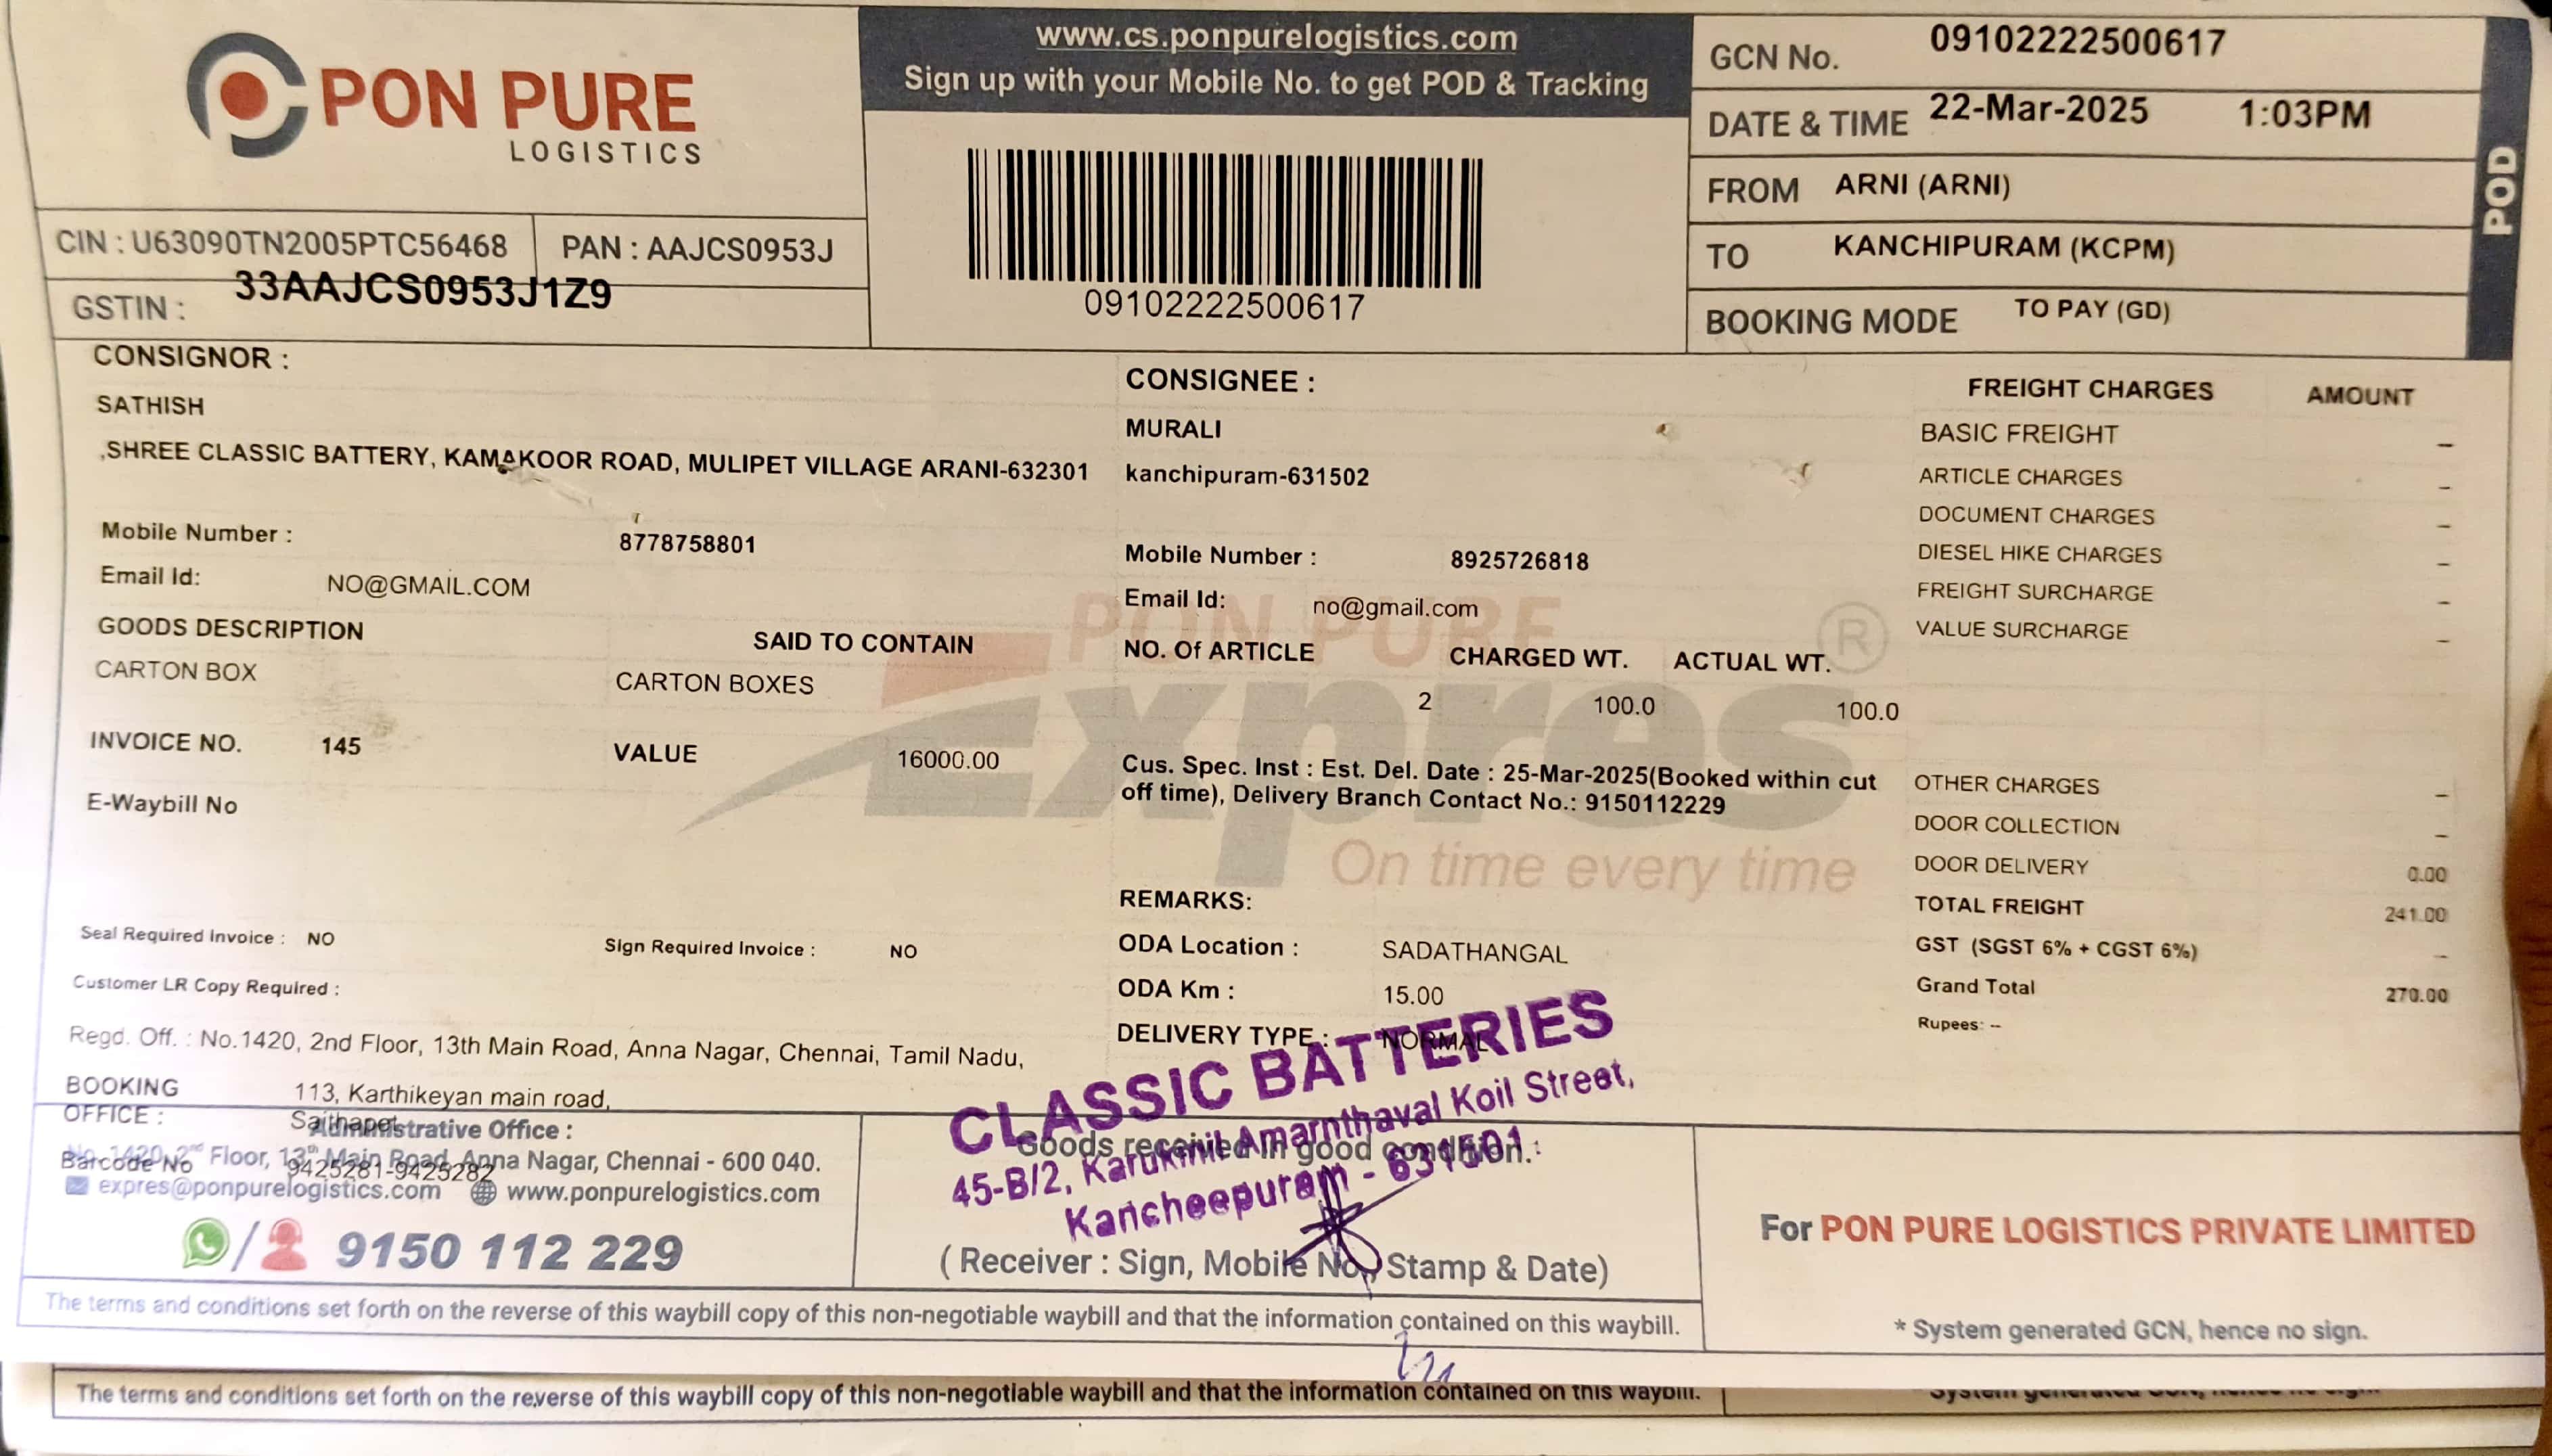 PON PURE
LOGISTICS
www.cs.ponpurelogistics.com
Sign up with your Mobile No. to get POD & Tracking
09102222500617
GCN No. 09102222500617
DATE & TIME 22-Mar-2025 1:03PM
FROM ARNI (ARNI)
TO KANCHIPURAM (KCPM)
BOOKING MODE TO PAY (GD)
POD
CIN : U63090TN2005PTC56468 PAN : AAJCS0953J
GSTIN : 33AAJCS0953J1Z9
CONSIGNOR :
SATHISH
,SHREE CLASSIC BATTERY, KAMAKOOR ROAD, MULIPET VILLAGE ARANI-632301
Mobile Number : 8778758801
Email Id: NO@GMAIL.COM
GOODS DESCRIPTION SAID TO CONTAIN
CARTON BOX CARTON BOXES
INVOICE NO. 145 VALUE 16000.00
E-Waybill No
Seal Required Invoice : NO Sign Required Invoice : NO
Customer LR Copy Required :
Regd. Off. : No.1420, 2nd Floor, 13th Main Road, Anna Nagar, Chennai, Tamil Nadu,
BOOKING OFFICE : 113, Karthikeyan main road,
Saithapet
CONSIGNEE :
MURALI
kanchipuram-631502
Mobile Number : 8925726818
Email Id: no@gmail.com
NO. Of ARTICLE CHARGED WT. ACTUAL WT.
2 100.0 100.0
Cus. Spec. Inst : Est. Del. Date : 25-Mar-2025(Booked within cut
off time), Delivery Branch Contact No.: 9150112229
PON PURE
Expres ®
On time every time
REMARKS:
ODA Location : SADATHANGAL
ODA Km : 15.00
DELIVERY TYPE : NORMAL
FREIGHT CHARGES AMOUNT
BASIC FREIGHT –
ARTICLE CHARGES –
DOCUMENT CHARGES –
DIESEL HIKE CHARGES –
FREIGHT SURCHARGE –
VALUE SURCHARGE –
OTHER CHARGES –
DOOR COLLECTION –
DOOR DELIVERY 0.00
TOTAL FREIGHT 241.00
GST (SGST 6% + CGST 6%) –
Grand Total 270.00
Rupees: --
Administrative Office :
No. 1420, 2nd Floor, 13th Main Road, Anna Nagar, Chennai - 600 040.
Barcode No 9425281-9425282
expres@ponpurelogistics.com www.ponpurelogistics.com
9150 112 229
CLASSIC BATTERIES
45-B/2, Amarnthaval Koil Street,
Kancheepuram - 631501
Goods received in good condition. :
( Receiver : Sign, Mobile No., Stamp & Date)
For PON PURE LOGISTICS PRIVATE LIMITED
* System generated GCN, hence no sign.
The terms and conditions set forth on the reverse of this waybill copy of this non-negotiable waybill and that the information contained on this waybill.
The terms and conditions set forth on the reverse of this waybill copy of this non-negotiable waybill and that the information contained on this waybill.